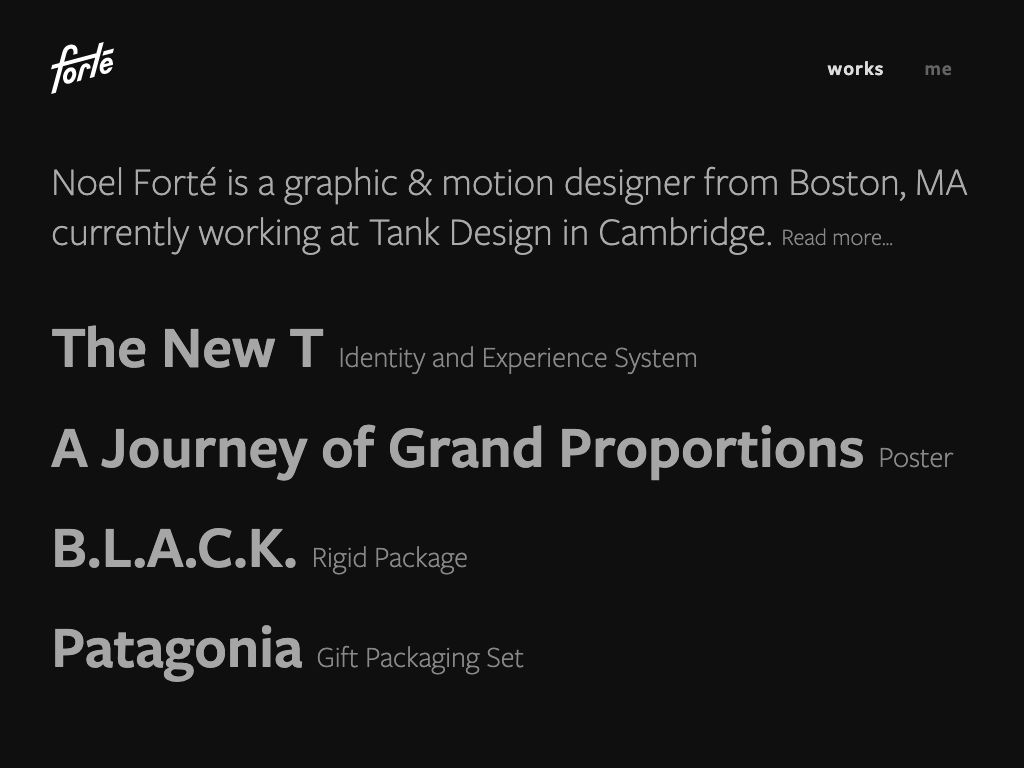 forté
works me
Noel Forté is a graphic & motion designer from Boston, MA
currently working at Tank Design in Cambridge. Read more...
The New T Identity and Experience System
A Journey of Grand Proportions Poster
B.L.A.C.K. Rigid Package
Patagonia Gift Packaging Set